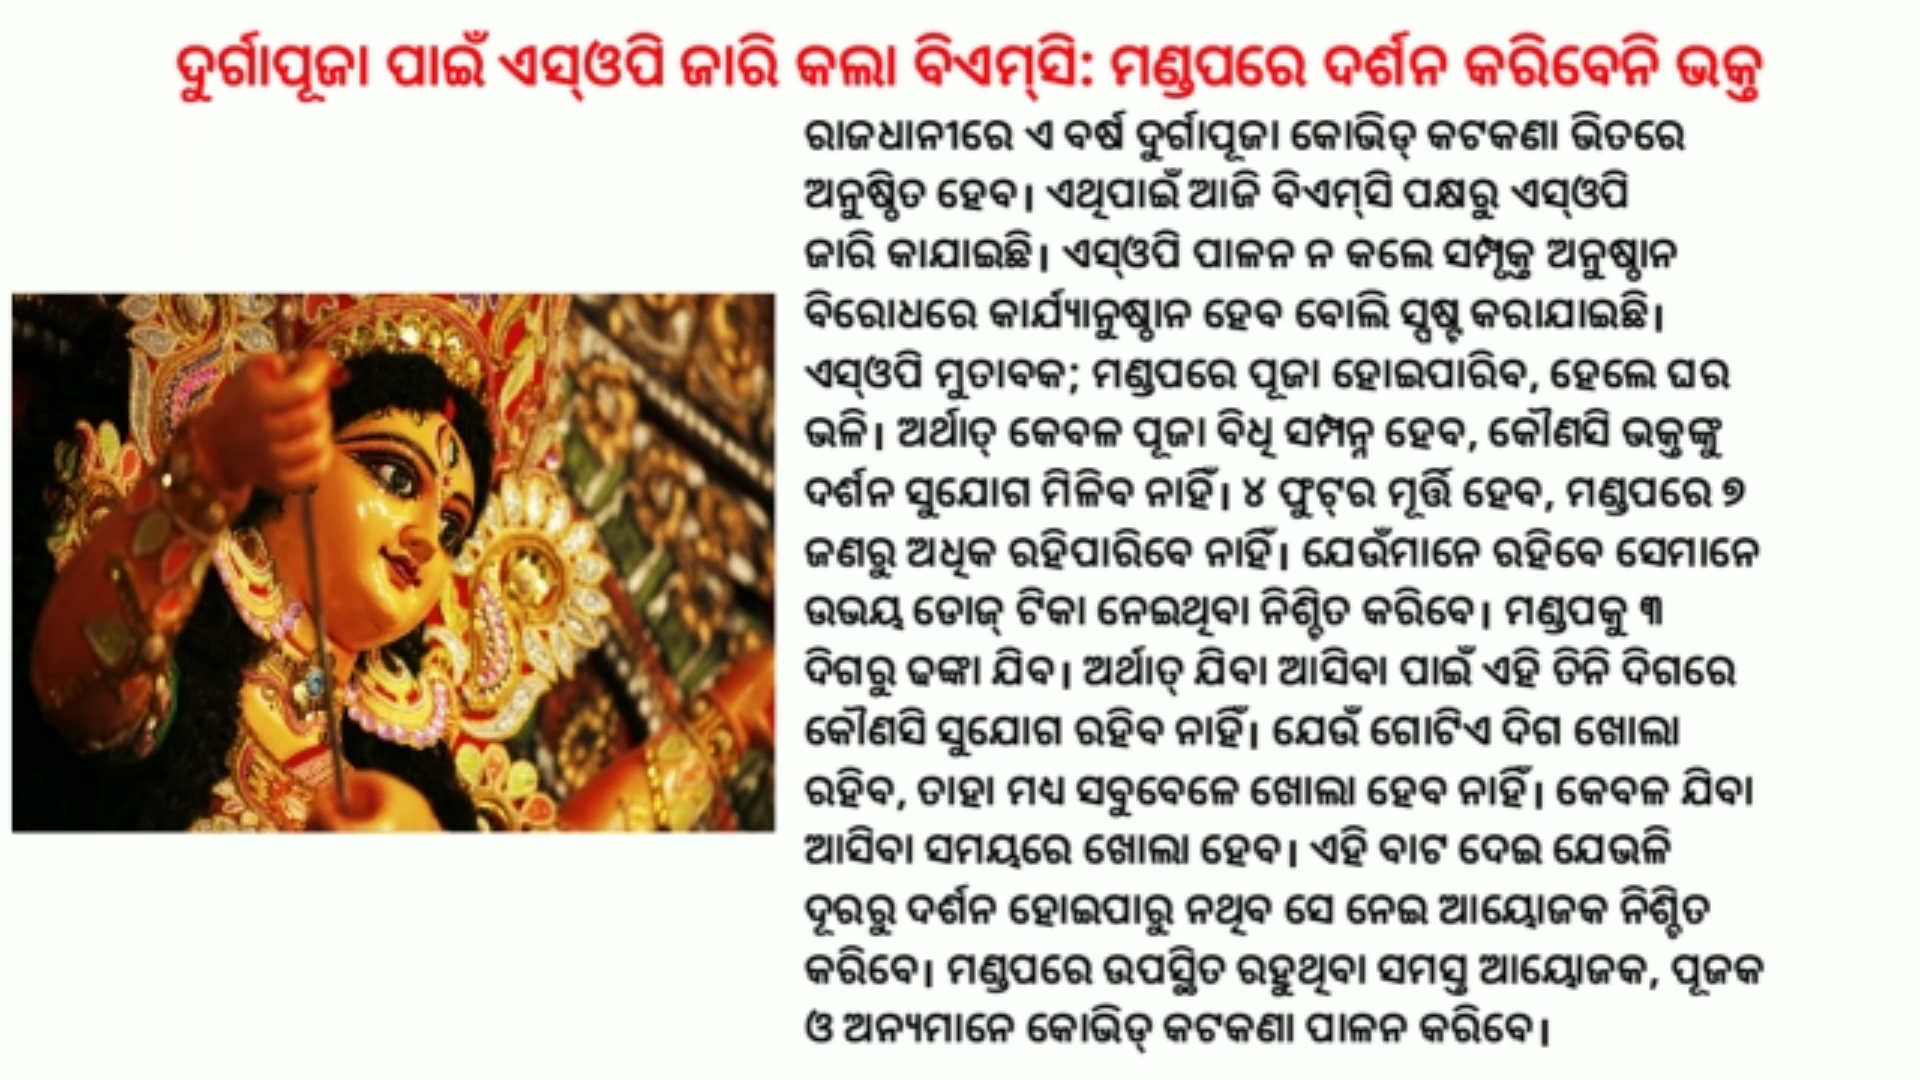 ଦୁର୍ଗାପୂଜା ପାଇଁ ଏସ୍ଓପି ଜାରି କଲା ବିଏମ୍‌ସି: ମଣ୍ଡପରେ ଦର୍ଶନ କରିବେନି ଭକ୍ତ
ରାଜଧାନୀରେ ଏ ବର୍ଷ ଦୁର୍ଗାପୂଜା କୋଭିଡ୍ କଟକଣା ଭିତରେ
ଅନୁଷ୍ଠିତ ହେବ। ଏଥିପାଇଁ ଆଜି ବିଏମ୍‌ସି ପକ୍ଷରୁ ଏସ୍ଓପି
ଜାରି କାଯାଇଛି। ଏସ୍ଓପି ପାଳନ ନ କଲେ ସମ୍ପୃକ୍ତ ଅନୁଷ୍ଠାନ
ବିରୋଧରେ କାର୍ଯ୍ୟାନୁଷ୍ଠାନ ହେବ ବୋଲି ସ୍ପଷ୍ଟ କରାଯାଇଛି।
ଏସ୍ଓପି ମୁତାବକ; ମଣ୍ଡପରେ ପୂଜା ହୋଇପାରିବ, ହେଲେ ଘର
ଭଳି। ଅର୍ଥାତ୍ କେବଳ ପୂଜା ବିଧି ସମ୍ପନ୍ନ ହେବ, କୌଣସି ଭକ୍ତଙ୍କୁ
ଦର୍ଶନ ସୁଯୋଗ ମିଳିବ ନାହିଁ। ୪ ଫୁଟ୍‌ର ମୂର୍ତ୍ତି ହେବ, ମଣ୍ଡପରେ ୭
ଜଣରୁ ଅଧିକ ରହିପାରିବେ ନାହିଁ। ଯେଉଁମାନେ ରହିବେ ସେମାନେ
ଉଭୟ ଡୋଜ୍ ଟିକା ନେଇଥିବା ନିଶ୍ଚିତ କରିବେ। ମଣ୍ଡପକୁ ୩
ଦିଗରୁ ଢଙ୍କା ଯିବ। ଅର୍ଥାତ୍ ଯିବା ଆସିବା ପାଇଁ ଏହି ତିନି ଦିଗରେ
କୌଣସି ସୁଯୋଗ ରହିବ ନାହିଁ। ଯେଉଁ ଗୋଟିଏ ଦିଗ ଖୋଲା
ରହିବ, ତାହା ମଧ୍ୟ ସବୁବେଳେ ଖୋଲା ହେବ ନାହିଁ। କେବଳ ଯିବା
ଆସିବା ସମୟରେ ଖୋଲା ହେବ। ଏହି ବାଟ ଦେଇ ଯେଭଳି
ଦୂରରୁ ଦର୍ଶନ ହୋଇପାରୁ ନଥିବ ସେ ନେଇ ଆୟୋଜକ ନିଶ୍ଚିତ
କରିବେ। ମଣ୍ଡପରେ ଉପସ୍ଥିତ ରହୁଥିବା ସମସ୍ତ ଆୟୋଜକ, ପୂଜକ
ଓ ଅନ୍ୟମାନେ କୋଭିଡ୍ କଟକଣା ପାଳନ କରିବେ।